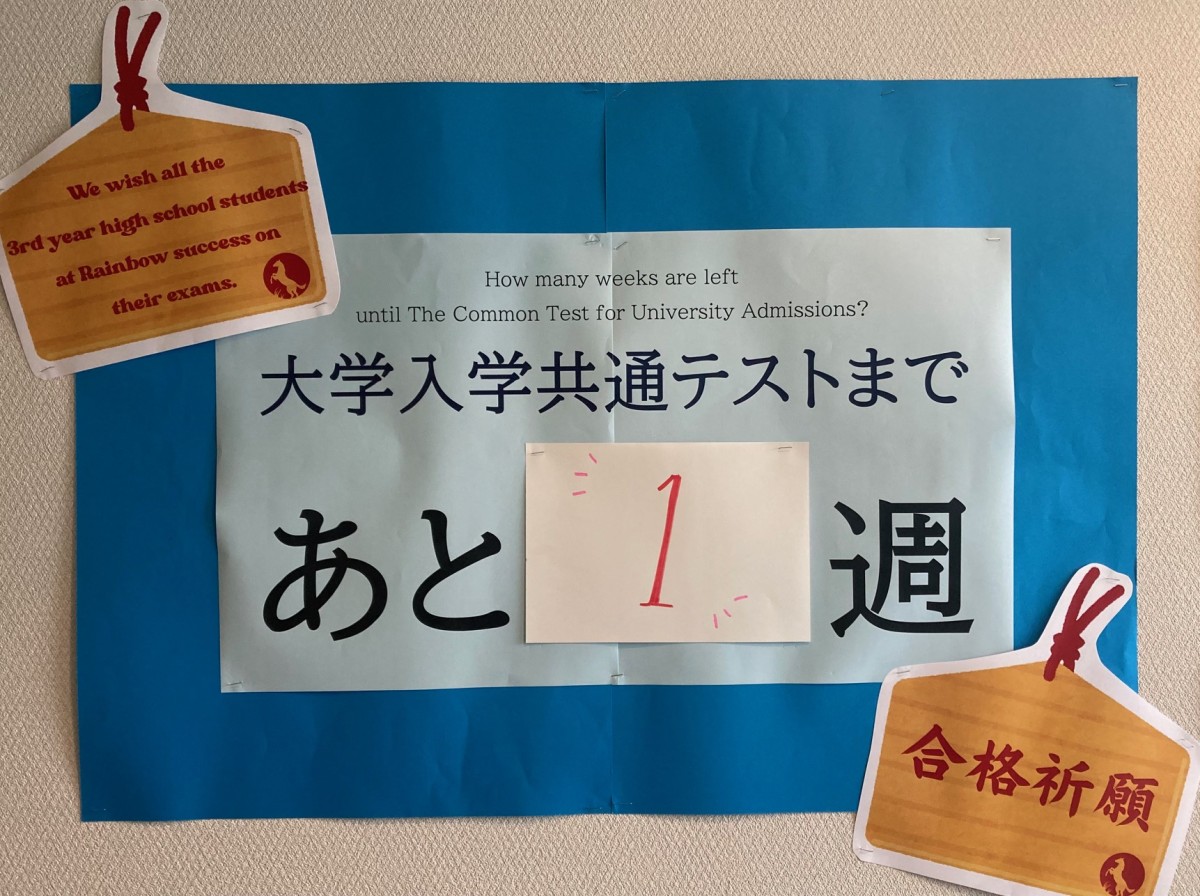 We wish all the
3rd year high school students
at Rainbow success on
their exams.
How many weeks are left
until The Common Test for University Admissions?
大学入学共通テストまで
あと 1 週
合格祈願